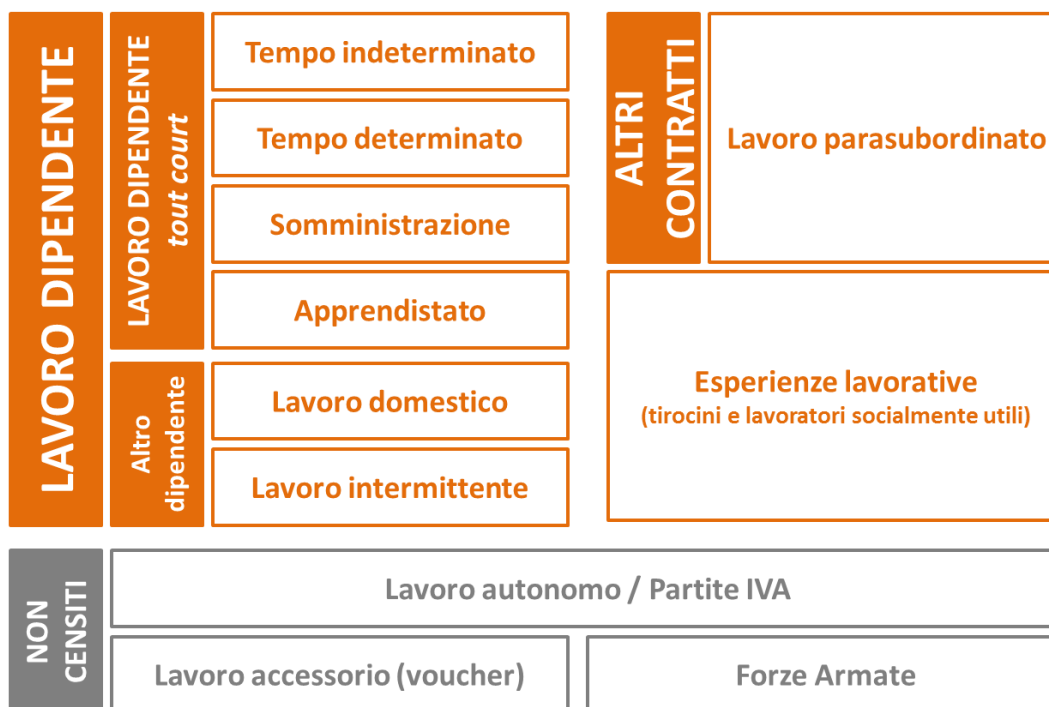 LAVORO DIPENDENTE
LAVORO DIPENDENTE
tout court
Tempo indeterminato
Tempo determinato
Somministrazione
Apprendistato
Altro
dipendente
Lavoro domestico
Lavoro intermittente
ALTRI
CONTRATTI
Lavoro parasubordinato
Esperienze lavorative
(tirocini e lavoratori socialmente utili)
NON
CENSITI
Lavoro autonomo / Partite IVA
Lavoro accessorio (voucher)
Forze Armate